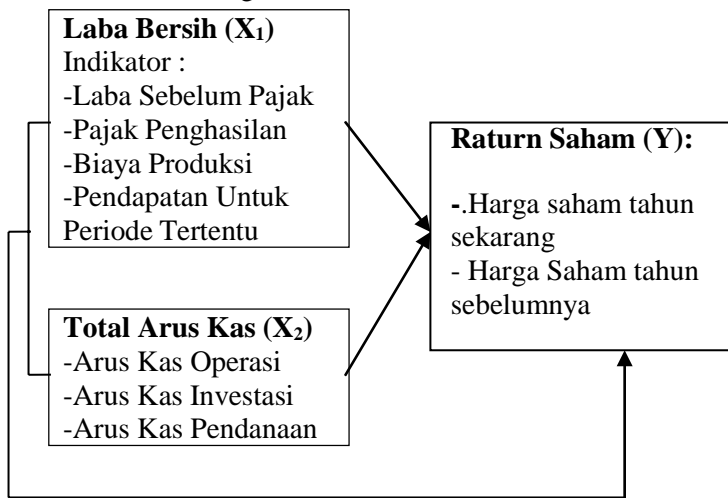 Laba Bersih (X₁)
Indikator :
-Laba Sebelum Pajak
-Pajak Penghasilan
-Biaya Produksi
-Pendapatan Untuk
Periode Tertentu
Total Arus Kas (X₂)
-Arus Kas Operasi
-Arus Kas Investasi
-Arus Kas Pendanaan
Raturn Saham (Y):
-.Harga saham tahun
sekarang
- Harga Saham tahun
sebelumnya